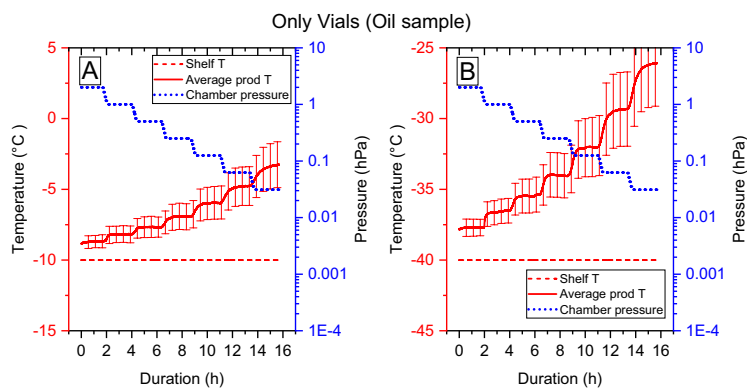 Only Vials (Oil sample)
A
Shelf T
Average prod T
Chamber pressure
Temperature (°C )
5
0
-5
-10
-15
0 2 4 6 8 10 12 14 16
Duration (h)
10
1
0.1
0.01
0.001
1E-4
Pressure (hPa)
B
Shelf T
Average prod T
Chamber pressure
Temperature (°C )
-25
-30
-35
-40
-45
0 2 4 6 8 10 12 14 16
Duration (h)
10
1
0.1
0.01
0.001
1E-4
Pressure (hPa)